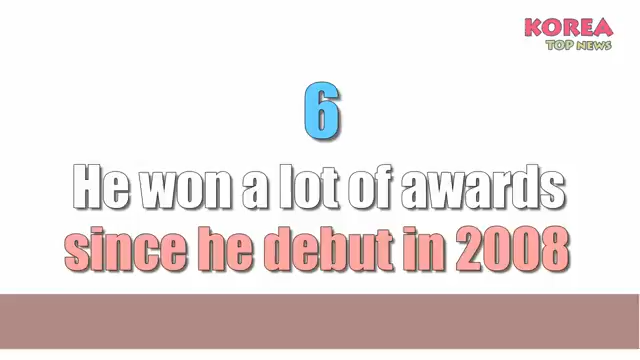 KOREA
TOP NEWS
6
He won a lot of awards
since he debut in 2008